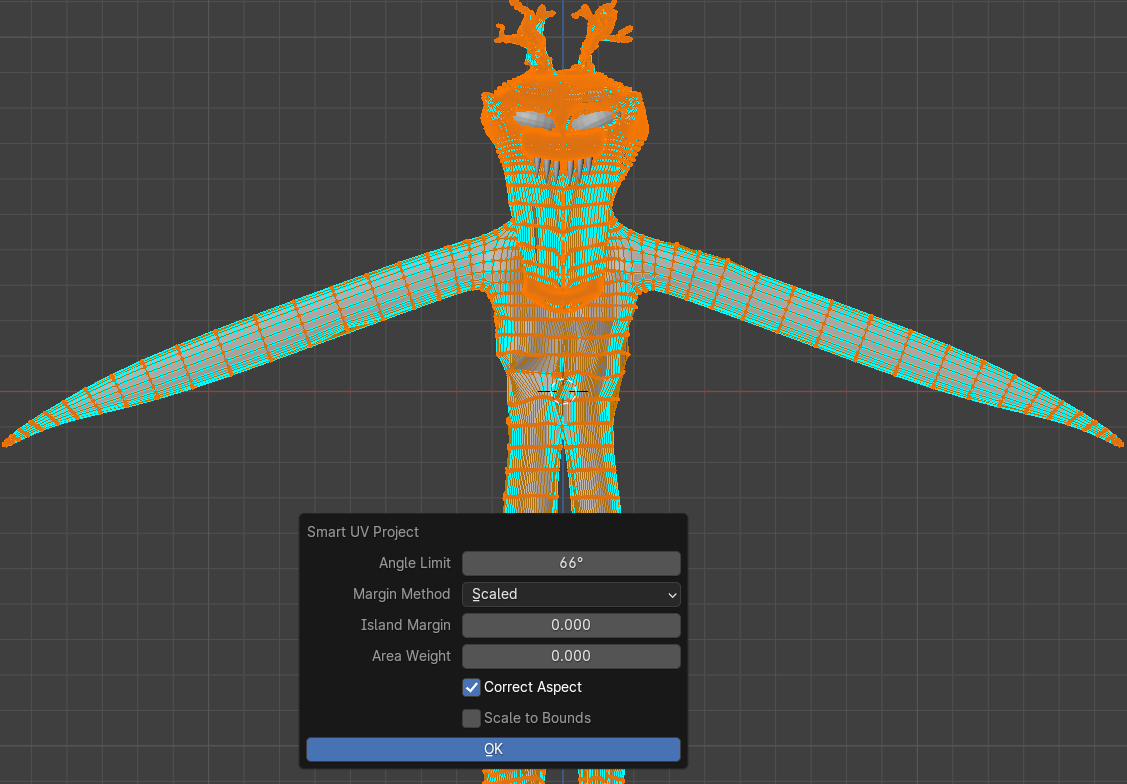 Smart UV Project
Angle Limit 66°
Margin Method Scaled
Island Margin 0.000
Area Weight 0.000
Correct Aspect
Scale to Bounds
OK